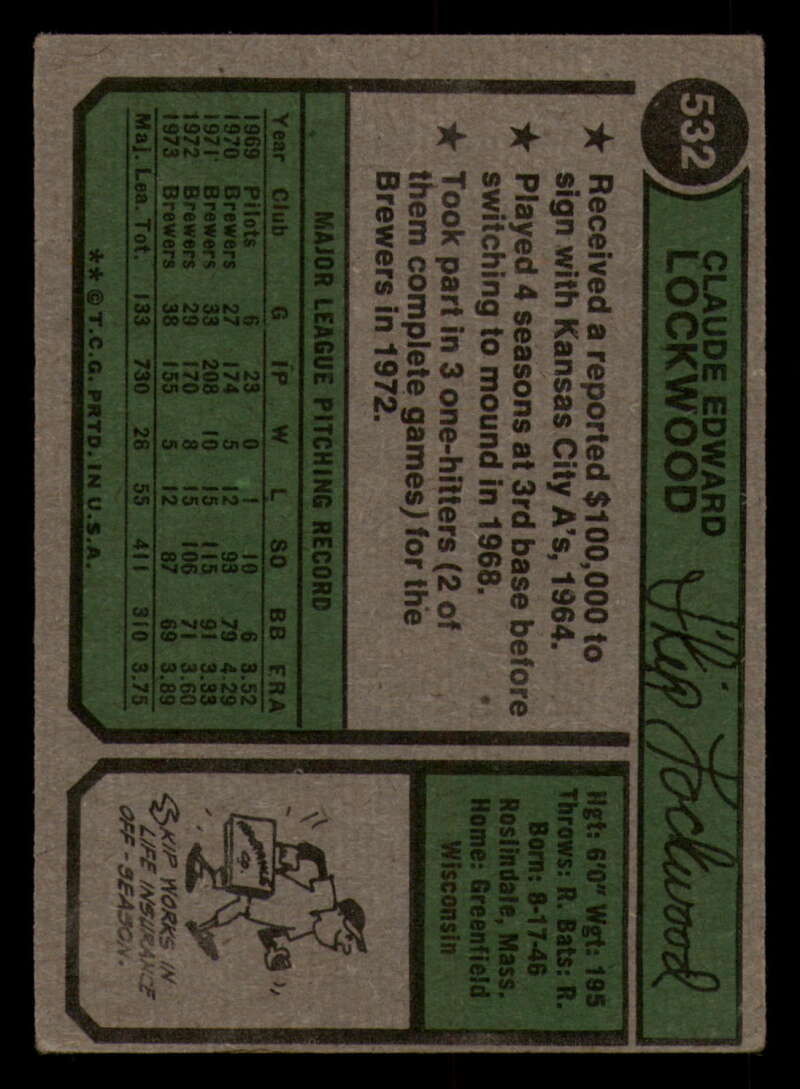 532
CLAUDE EDWARD
LOCKWOOD
Skip Lockwood
★ Received a reported $100,000 to
sign with Kansas City A's, 1964.
★ Played 4 seasons at 3rd base before
switching to mound in 1968.
★ Took part in 3 one-hitters (2 of
them complete games) for the
Brewers in 1972.
MAJOR LEAGUE PITCHING RECORD
Year Club G IP W L SO BB ERA
1969 Pilots 6 23 0 1 10 6 3.52
1970 Brewers 27 174 5 12 93 79 4.29
1971 Brewers 33 208 10 15 115 91 3.33
1972 Brewers 29 170 8 15 106 71 3.60
1973 Brewers 38 155 5 12 87 69 3.89
Maj. Lea. Tot. 133 730 28 55 411 310 3.75
**©T.C.G. PRTD. IN U.S.A.
Hgt: 6'0" Wgt: 195
Throws: R. Bats: R.
Born: 8-17-46
Roslindale, Mass.
Home: Greenfield
Wisconsin
SKIP WORKS IN
LIFE INSURANCE
OFF-SEASON.